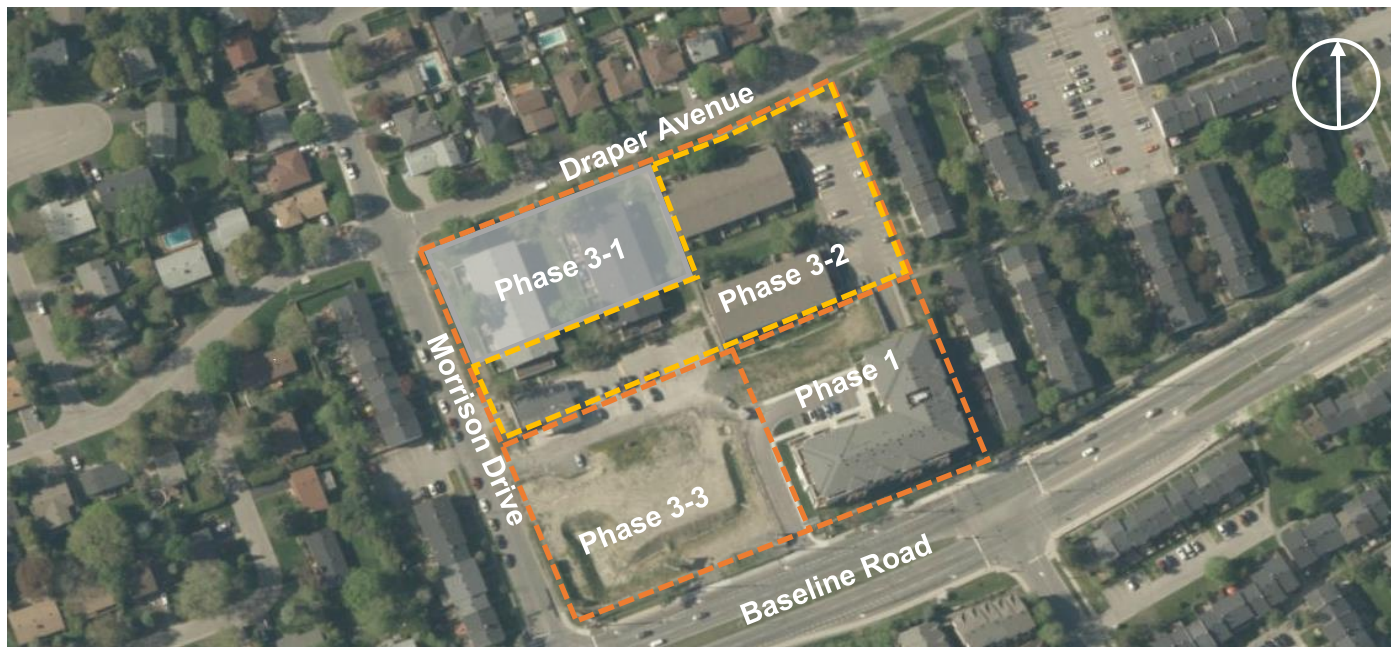 Draper Avenue
Phase 3-1
Phase 3-2
Morrison Drive
Phase 1
Phase 3-3
Baseline Road